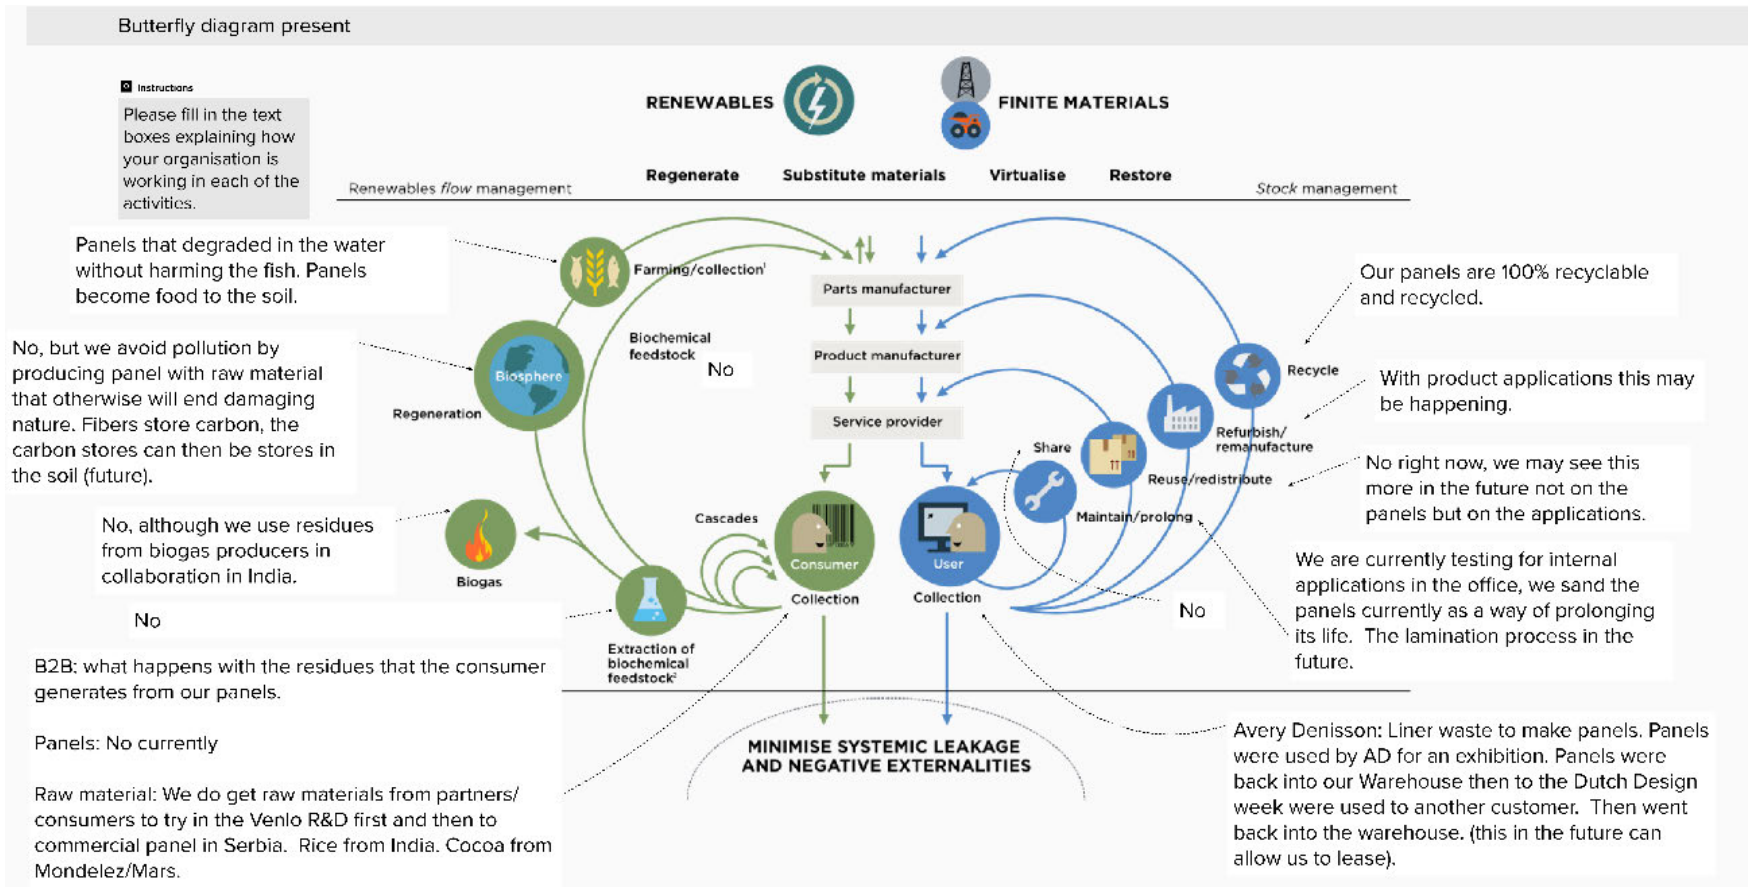 Butterfly diagram present
Instructions
Please fill in the text
boxes explaining how
your organisation is
working in each of the
activities.
RENEWABLES
FINITE MATERIALS
Regenerate
Substitute materials
Virtualise
Restore
Renewables flow management
Stock management
Panels that degraded in the water
without harming the fish. Panels
become food to the soil.
Farming/collection¹
Parts manufacturer
Our panels are 100% recyclable
and recycled.
No, but we avoid pollution by
producing panel with raw material
that otherwise will end damaging
nature. Fibers store carbon, the
carbon stores can then be stores in
the soil (future).
Biosphere
Regeneration
Biochemical
feedstock
No
Product manufacturer
Recycle
With product applications this may
be happening.
Service provider
Refurbish/
remanufacture
Share
Reuse/redistribute
No right now, we may see this
more in the future not on the
panels but on the applications.
No, although we use residues
from biogas producers in
collaboration in India.
Biogas
Cascades
Consumer
Collection
User
Collection
Maintain/prolong
We are currently testing for internal
applications in the office, we sand the
panels currently as a way of prolonging
its life. The lamination process in the
future.
No
No
Extraction of
biochemical
feedstock²
B2B: what happens with the residues that the consumer
generates from our panels.
Panels: No currently
Raw material: We do get raw materials from partners/
consumers to try in the Venlo R&D first and then to
commercial panel in Serbia. Rice from India. Cocoa from
Mondelez/Mars.
MINIMISE SYSTEMIC LEAKAGE
AND NEGATIVE EXTERNALITIES
Avery Denisson: Liner waste to make panels. Panels
were used by AD for an exhibition. Panels were
back into our Warehouse then to the Dutch Design
week were used to another customer. Then went
back into the warehouse. (this in the future can
allow us to lease).